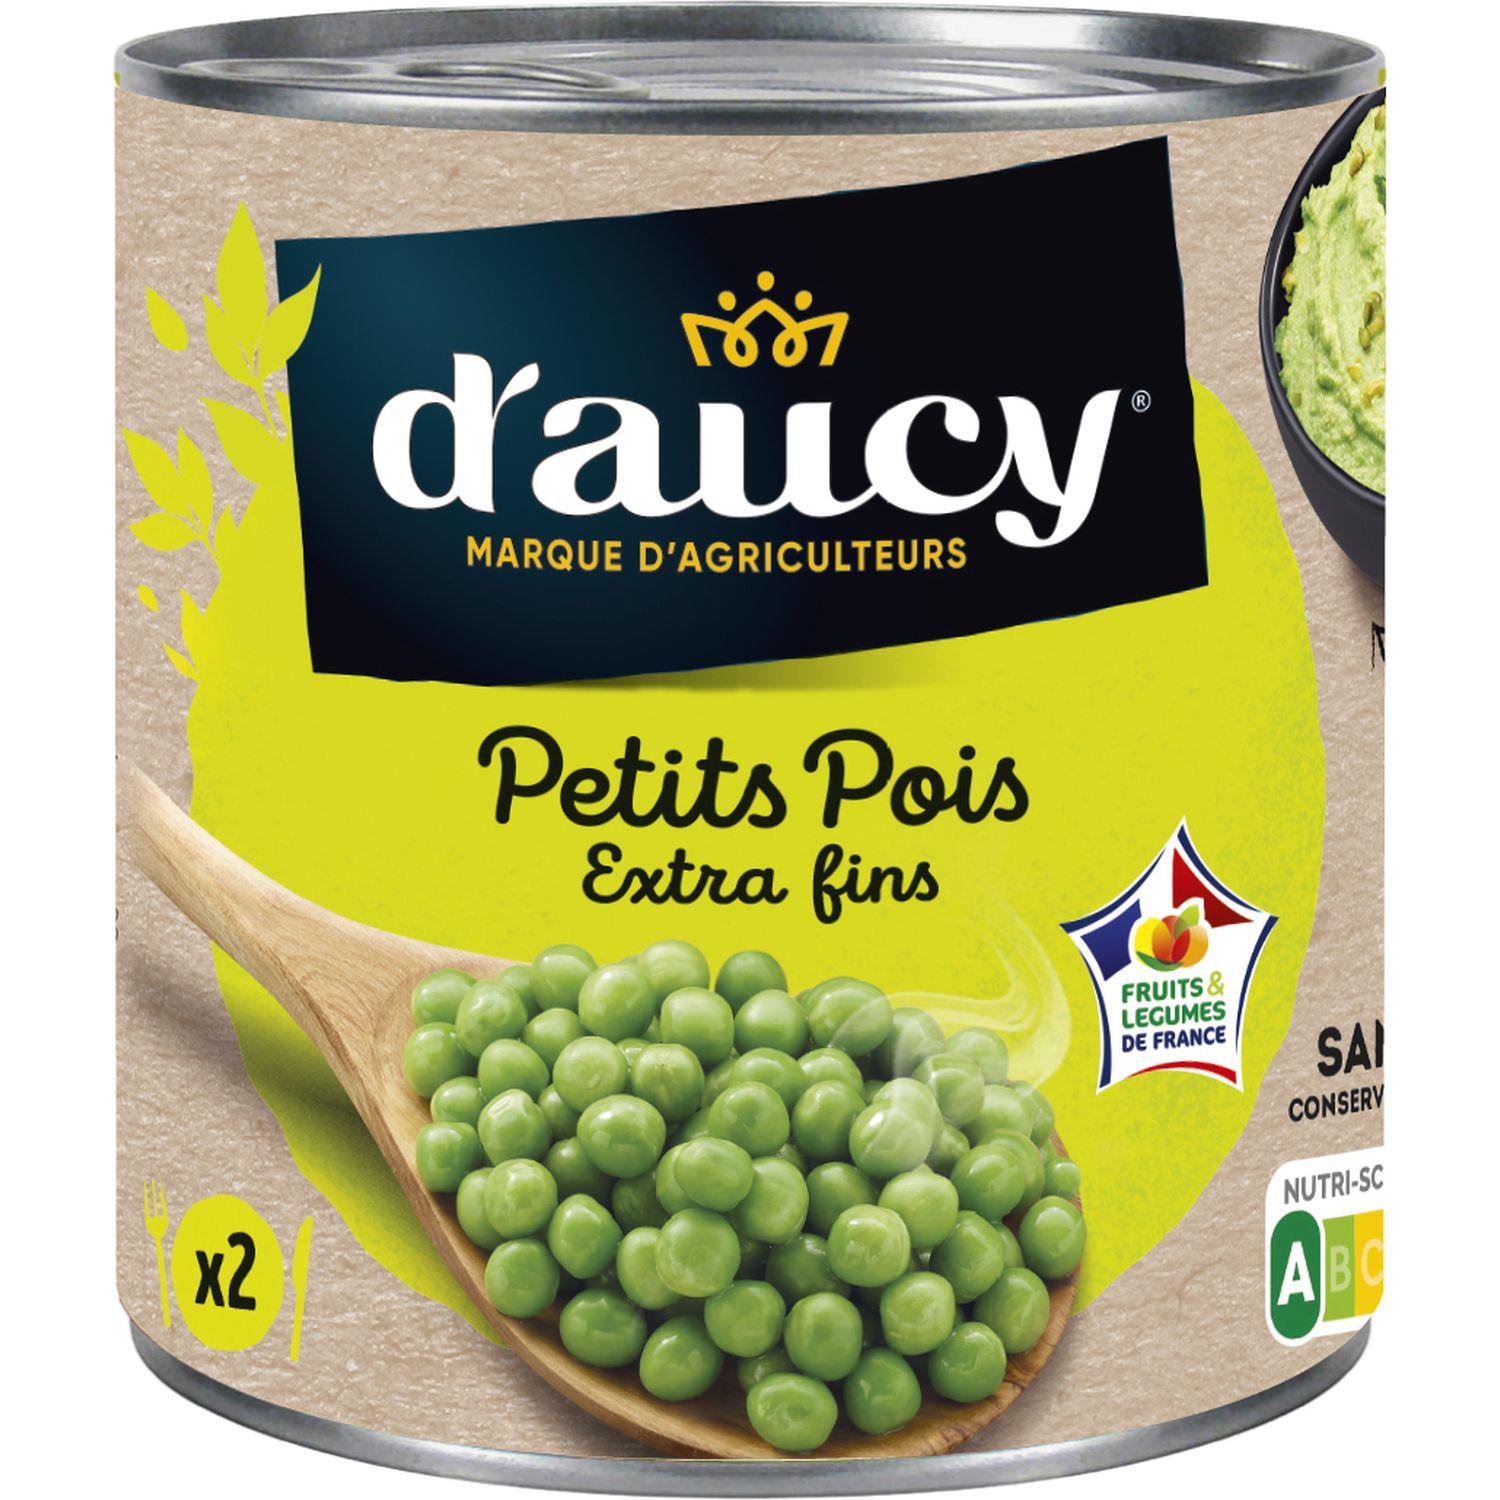 d'aucy®
MARQUE D'AGRICULTEURS
Petits Pois
Extra fins
FRUITS &
LEGUMES
DE FRANCE
x2
NUTRI-SC
A B C